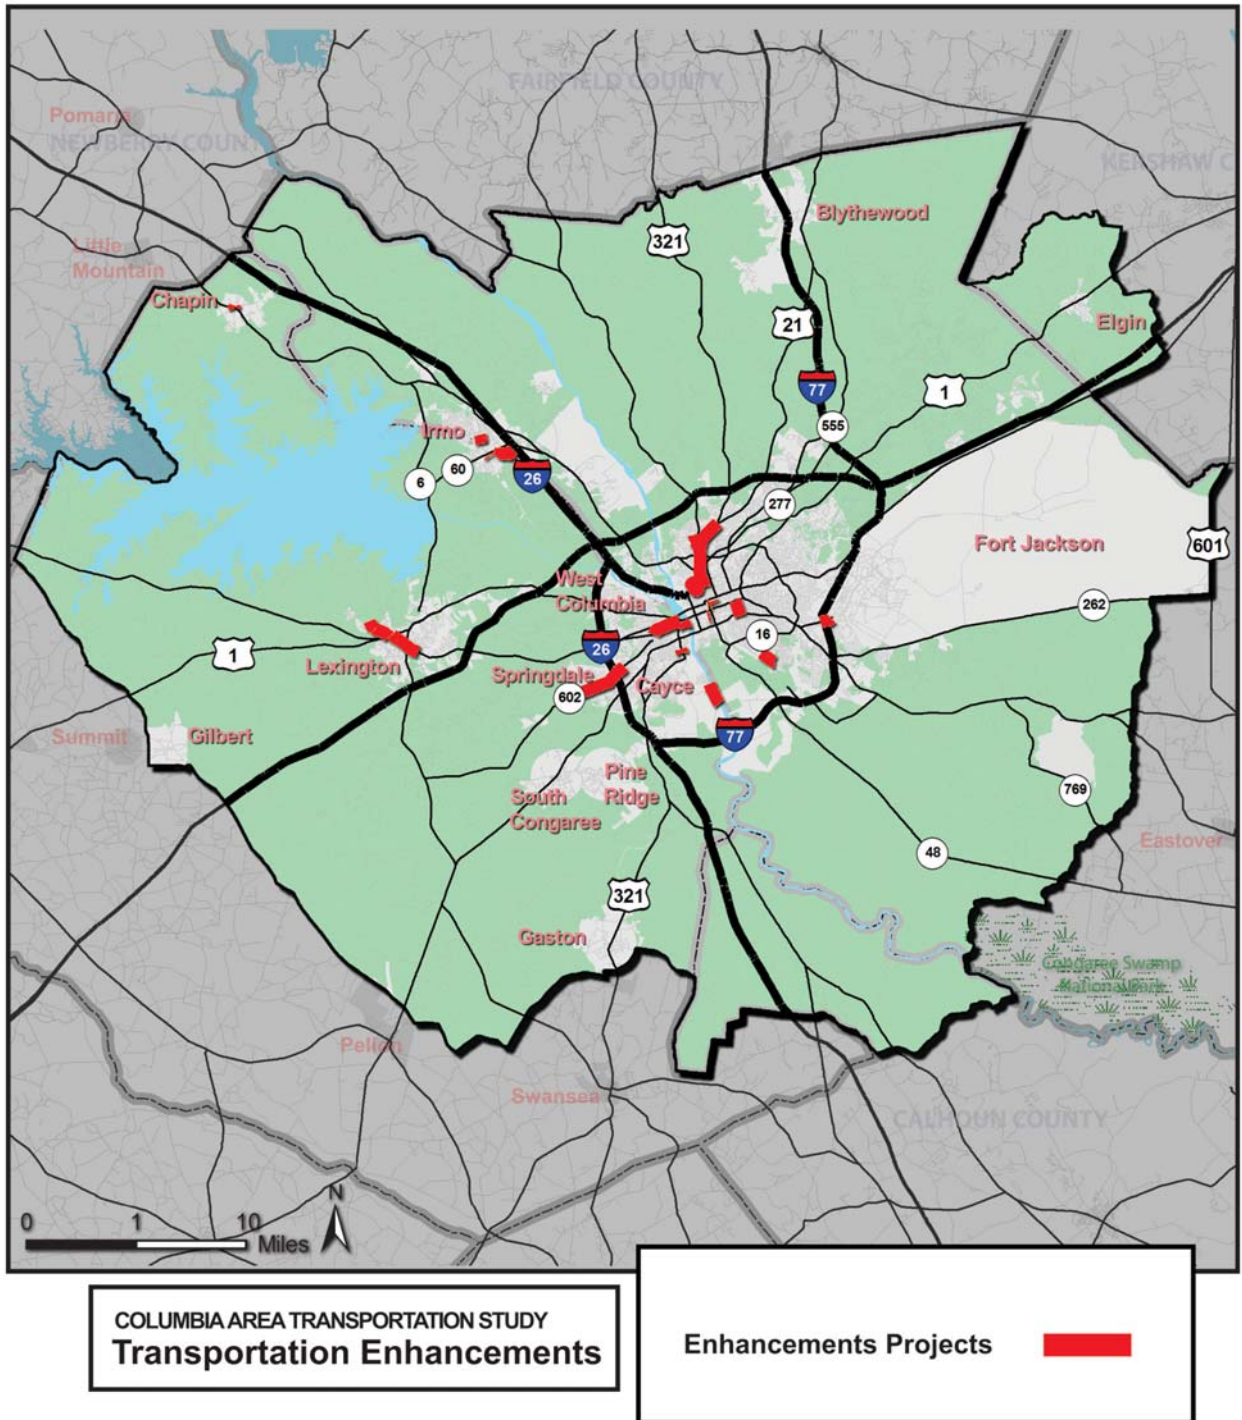 FAIRFIELD COUNTY
Pomaria
NEWBERRY COUNT
KERSHAW C
Blythewood
321
Little
Mountain
Chapin
21
Elgin
77
1
555
Irmo
60
6
26
277
Fort Jackson
601
West
Columbia
262
16
1
26
Lexington
Springdale
602
Cayce
Summit
Gilbert
77
Pine
Ridge
South
Congaree
769
Eastover
48
321
Gaston
Congaree Swamp
National Park
Pelion
Swansea
CALHOUN COUNTY
N
0 1 10
Miles
COLUMBIA AREA TRANSPORTATION STUDY
Transportation Enhancements
Enhancements Projects